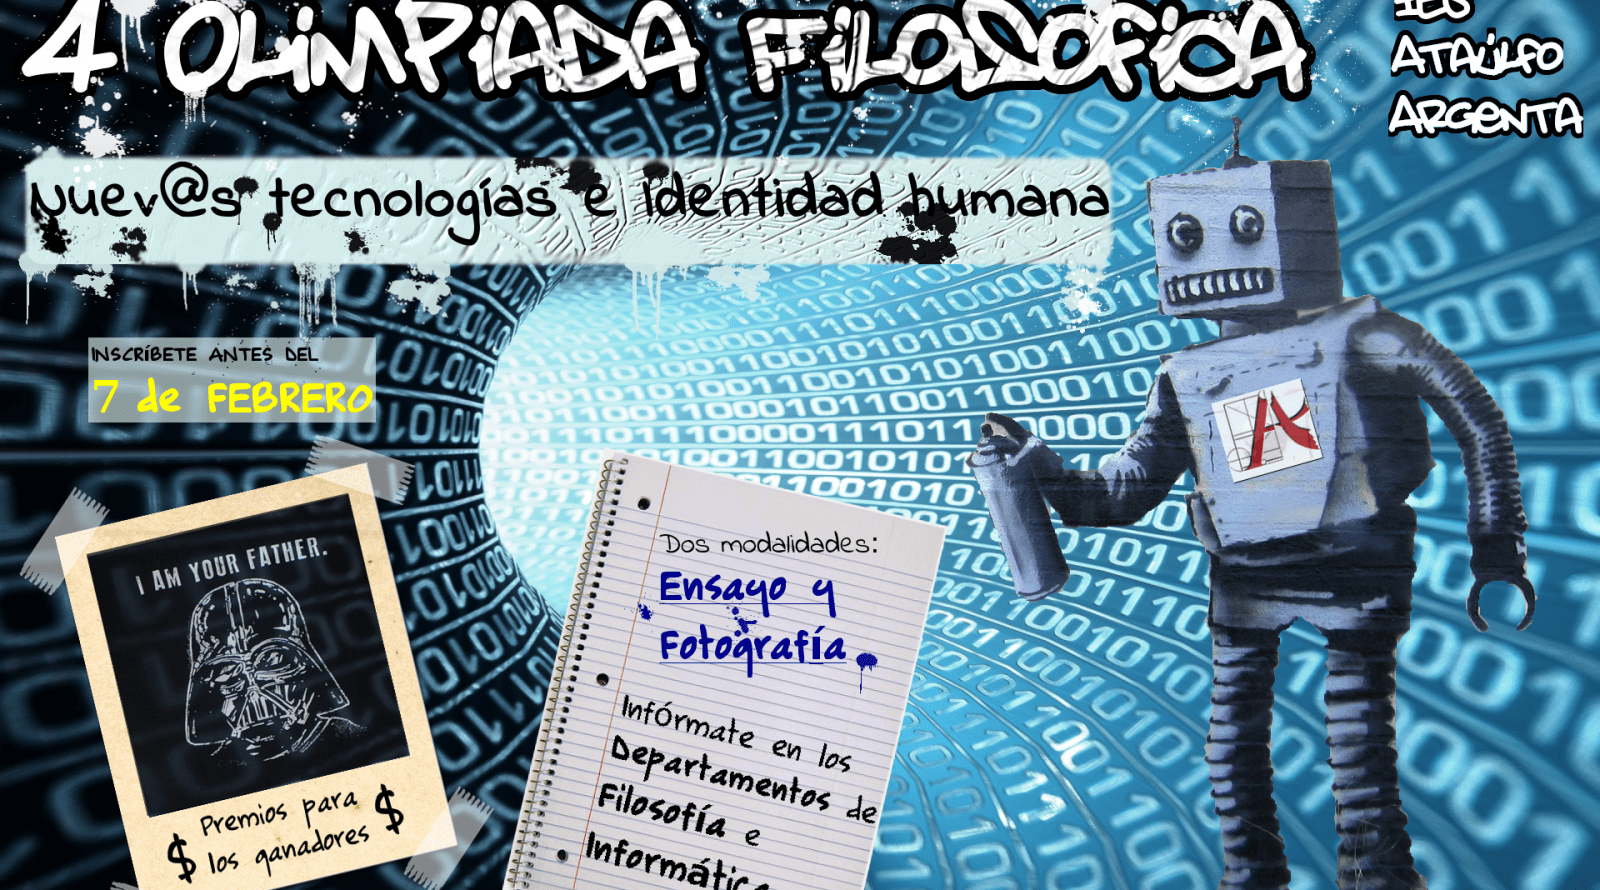 4 OLiMPiADA FiLOSOFiCA
IES
ATAÚLFO
ARGENTA
Nuev@s tecnologías e identidad humana
INSCRÍBETE ANTES DEL
7 de FEBRERO
I AM YOUR FATHER.
$ Premios para $
los ganadores
Dos modalidades:
Ensayo y
Fotografía
Infórmate en los
Departamentos de
Filosofía e